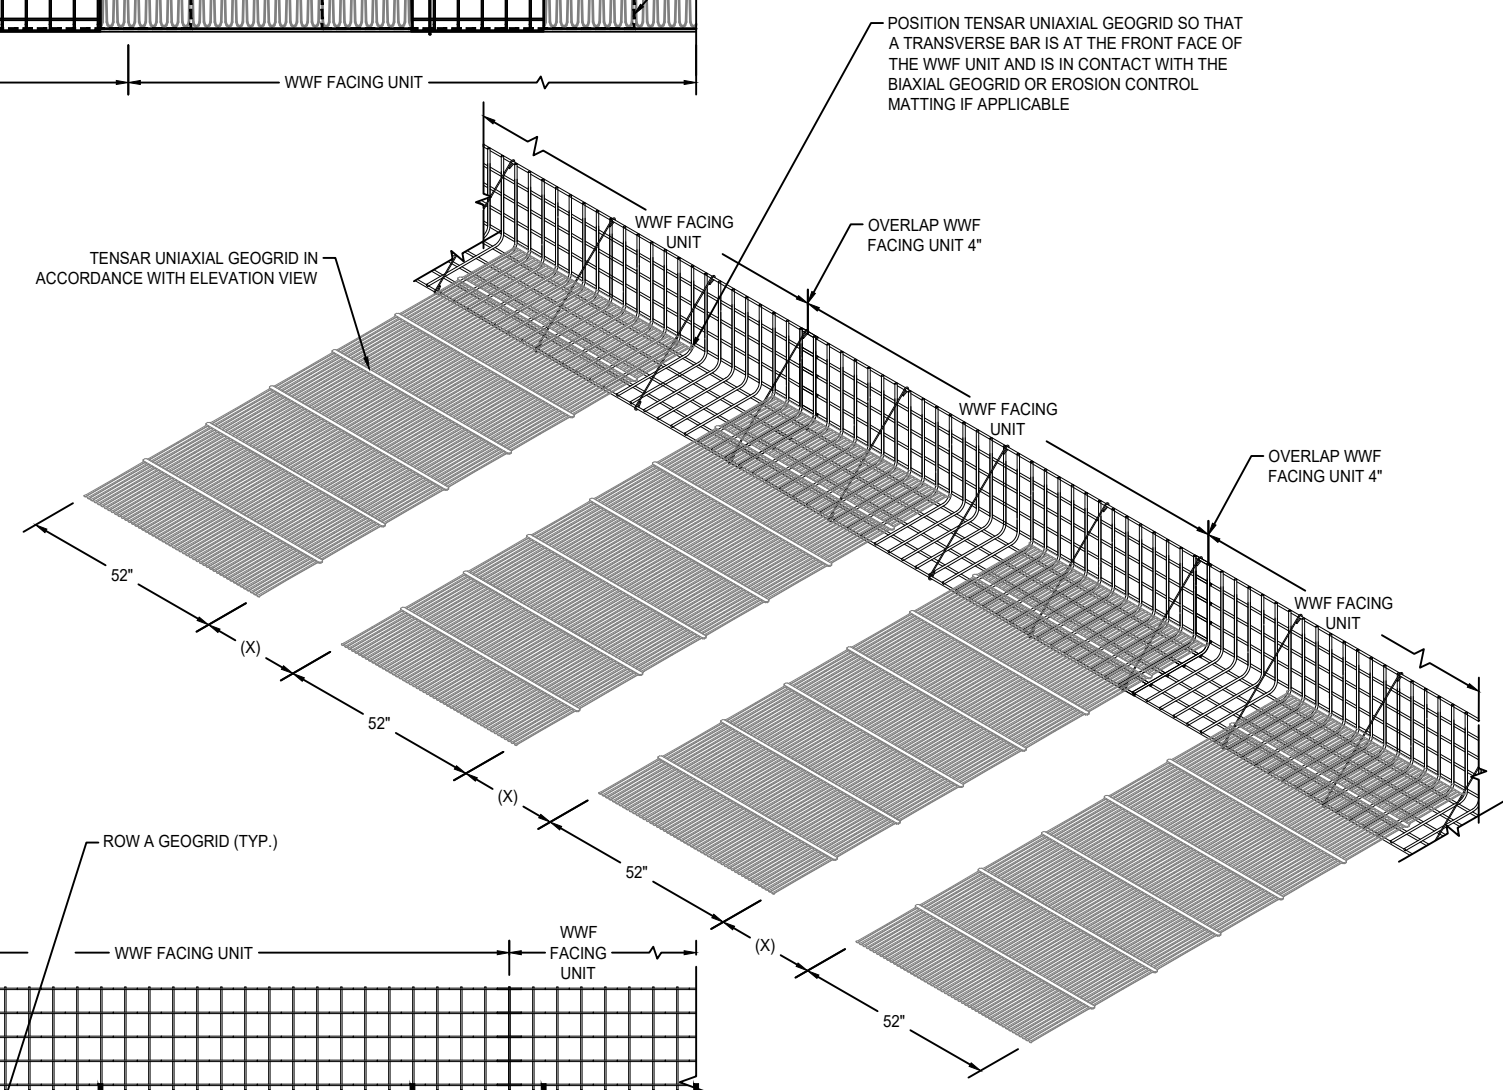 WWF FACING UNIT
POSITION TENSAR UNIAXIAL GEOGRID SO THAT
A TRANSVERSE BAR IS AT THE FRONT FACE OF
THE WWF UNIT AND IS IN CONTACT WITH THE
BIAXIAL GEOGRID OR EROSION CONTROL
MATTING IF APPLICABLE
WWF FACING
UNIT
OVERLAP WWF
FACING UNIT 4"
TENSAR UNIAXIAL GEOGRID IN
ACCORDANCE WITH ELEVATION VIEW
WWF FACING
UNIT
OVERLAP WWF
FACING UNIT 4"
52"
WWF FACING
UNIT
(X)
52"
(X)
ROW A GEOGRID (TYP.)
52"
(X)
WWF FACING UNIT
WWF
FACING
UNIT
52"